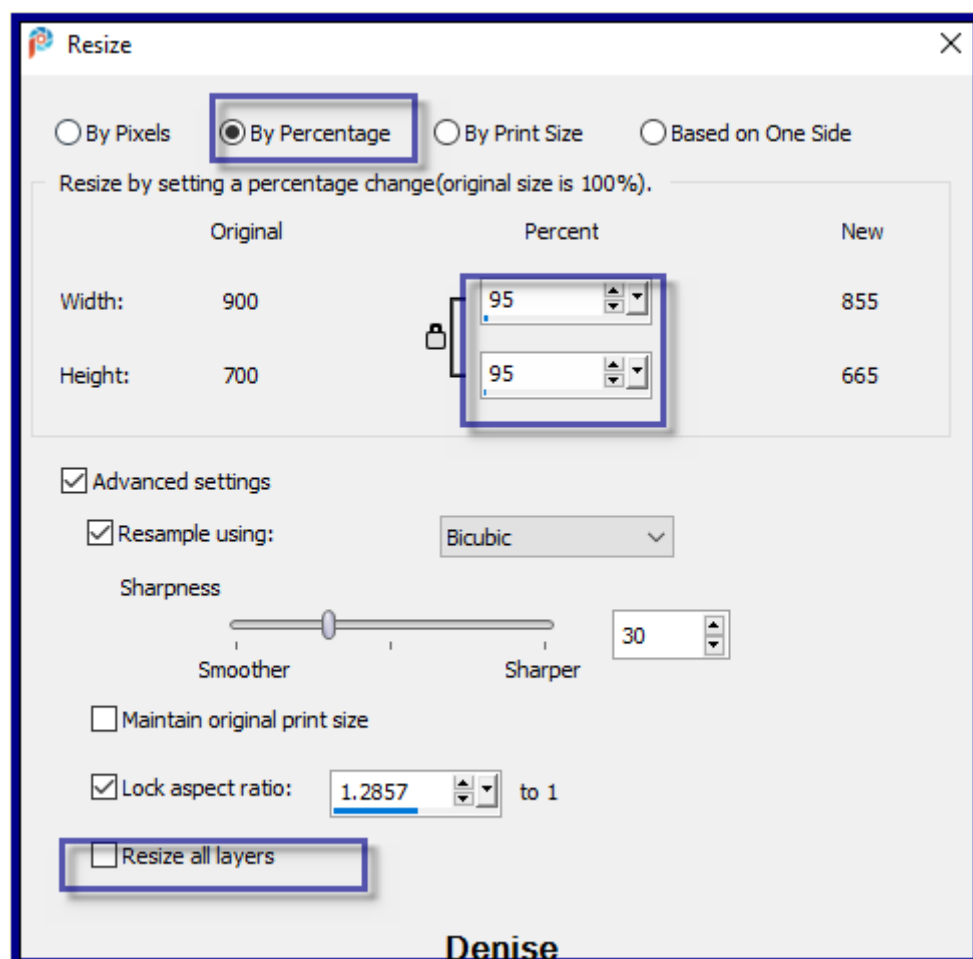 Resize
By Pixels By Percentage By Print Size Based on One Side
Resize by setting a percentage change(original size is 100%).
Original Percent New
Width: 900 95 855
Height: 700 95 665
Advanced settings
Resample using: Bicubic
Sharpness
30
Smoother Sharper
Maintain original print size
Lock aspect ratio: 1.2857 to 1
Resize all layers
Denise